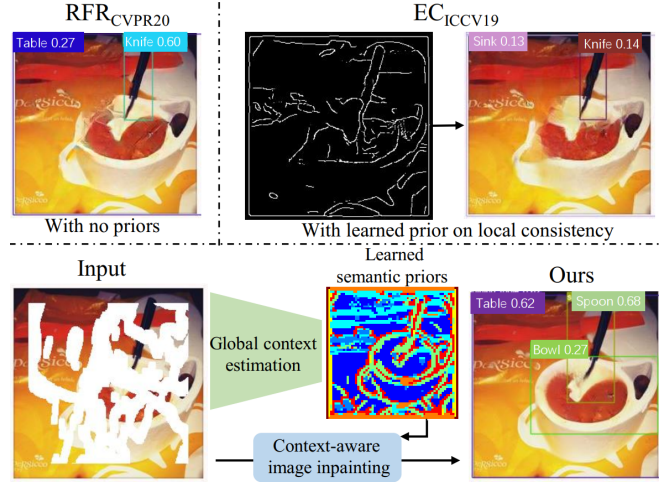 RFR_CVPR20
EC_ICCV19
Table 0.27
Knife 0.60
Sink 0.13
Knife 0.14
With no priors
With learned prior on local consistency
Input
Learned
semantic priors
Ours
Global context
estimation
Table 0.62
Spoon 0.68
Bowl 0.27
Context-aware
image inpainting